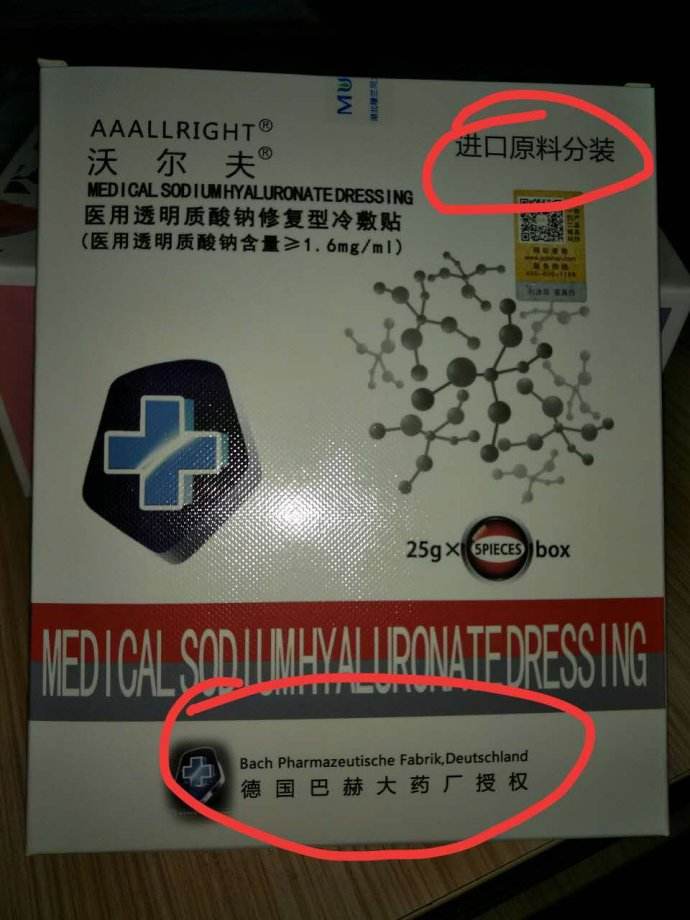 AAALLRIGHT®
沃尔夫®
MEDICAL SODIUMHYALURONATE DRESSING
医用透明质酸钠修复型冷敷贴
(医用透明质酸钠含量≥1.6mg/ml)
进口原料分装
25g×5PIECES/box
MEDICAL SODIUMHYALURONATE DRESSING
Bach Pharmazeutische Fabrik,Deutschland
德国巴赫大药厂授权